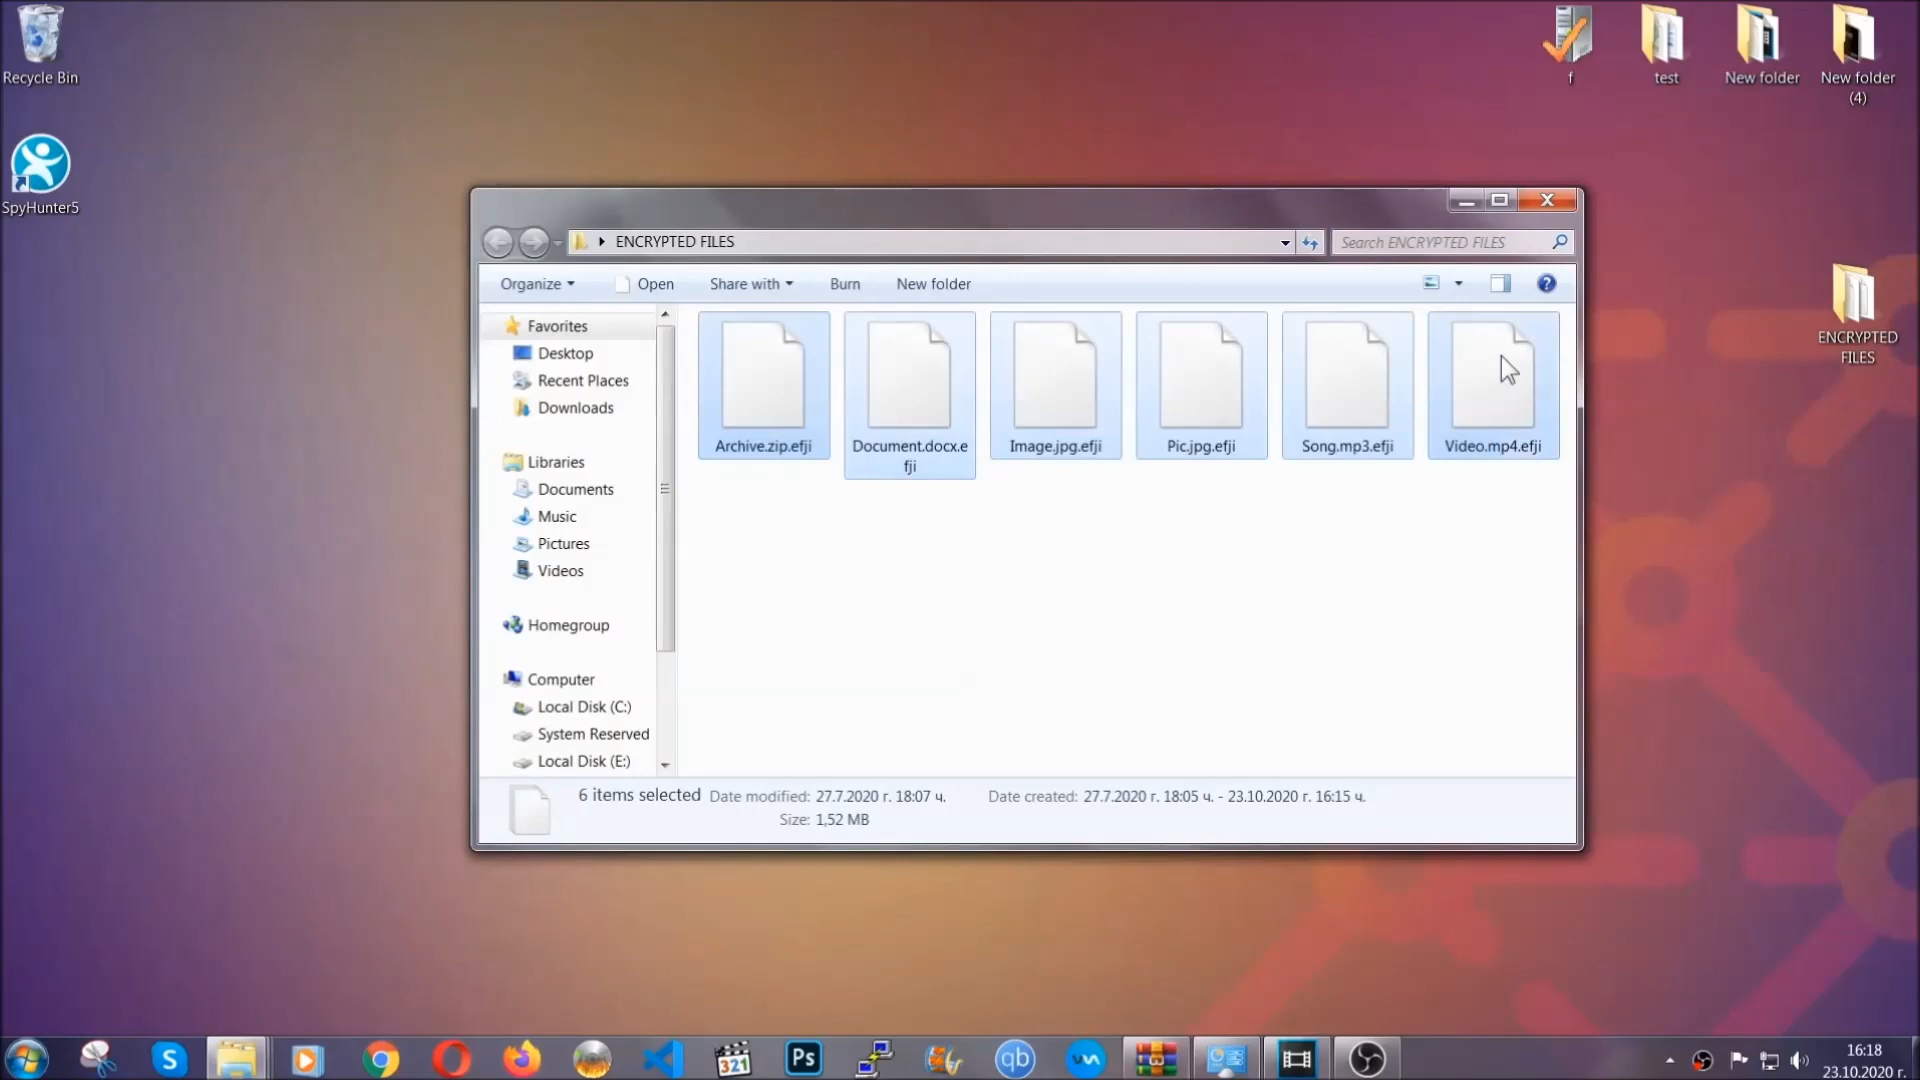 Recycle Bin
SpyHunter5
f
test
New folder
New folder
(4)
ENCRYPTED
FILES
ENCRYPTED FILES
Search ENCRYPTED FILES
Organize
Open
Share with
Burn
New folder
Favorites
Desktop
Recent Places
Downloads
Libraries
Documents
Music
Pictures
Videos
Homegroup
Computer
Local Disk (C:)
System Reserved
Local Disk (E:)
Archive.zip.efji
Document.docx.e
fji
Image.jpg.efji
Pic.jpg.efji
Song.mp3.efji
Video.mp4.efji
6 items selected
Date modified: 27.7.2020 г. 18:07 ч.
Date created: 27.7.2020 г. 18:05 ч. - 23.10.2020 г. 16:15 ч.
Size: 1,52 MB
S
321
Ps
qb
16:18
23.10.2020 г.